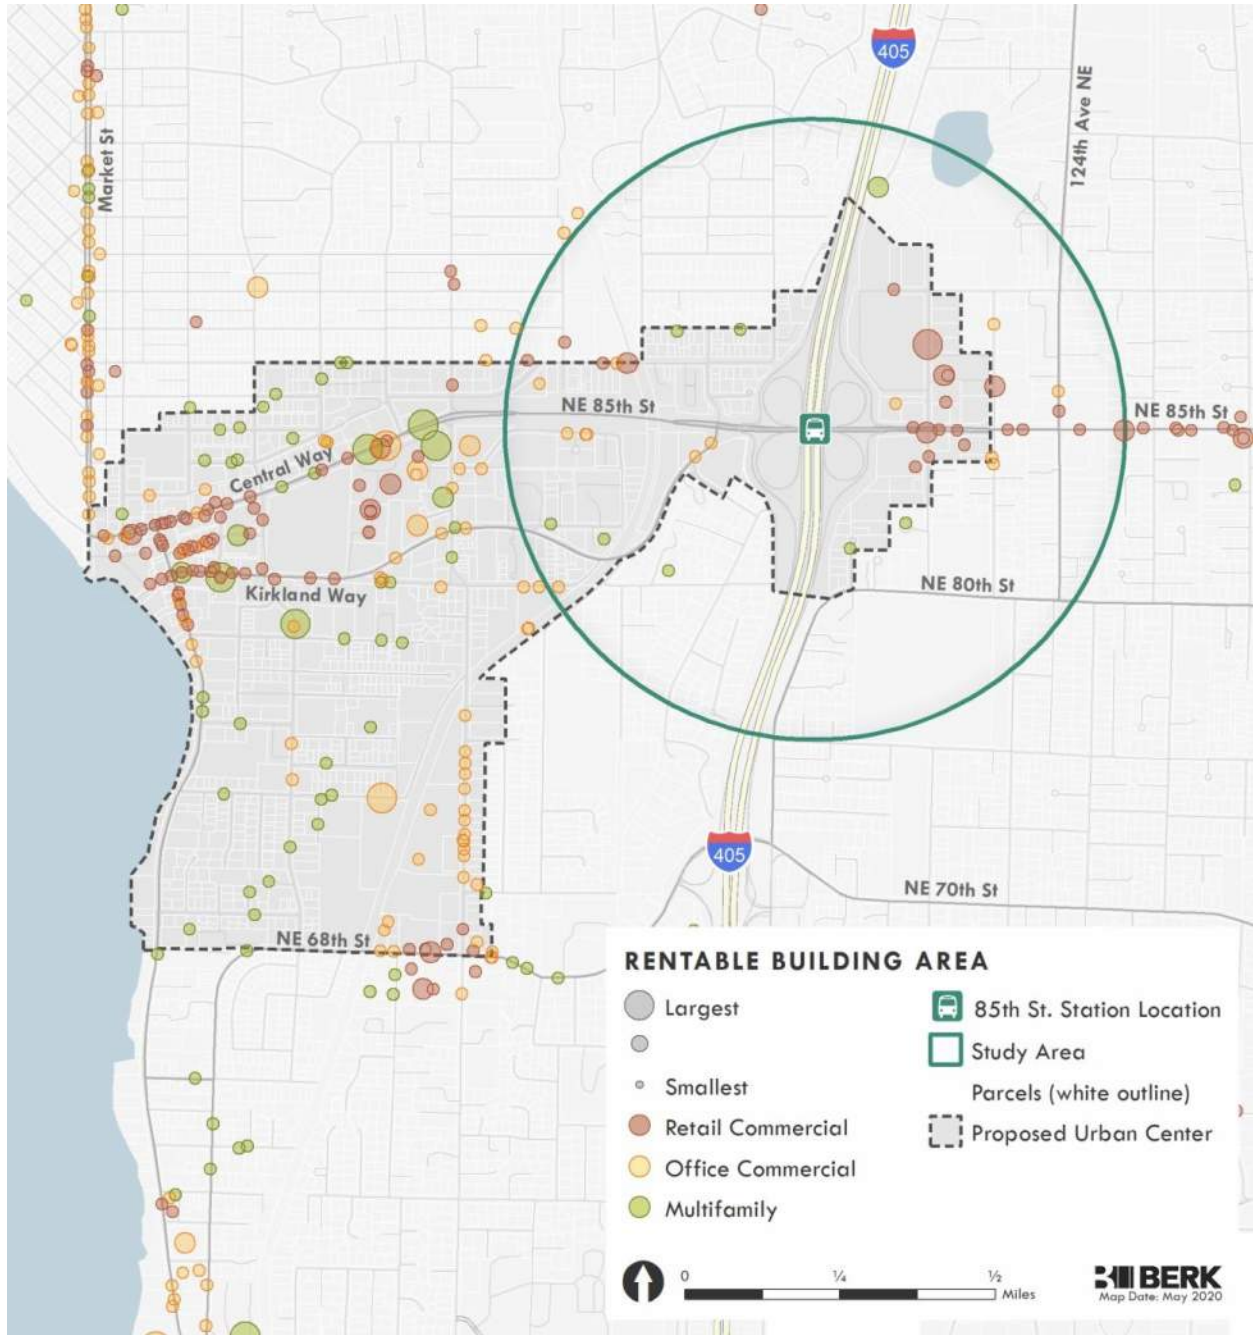 405
124th Ave NE
Market St
NE 85th St
NE 85th St
Central Way
Kirkland Way
NE 80th St
405
NE 70th St
NE 68th St
RENTABLE BUILDING AREA
Largest
Smallest
Retail Commercial
Office Commercial
Multifamily
85th St. Station Location
Study Area
Parcels (white outline)
Proposed Urban Center
0 ¼ ½
Miles
BERK
Map Date: May 2020